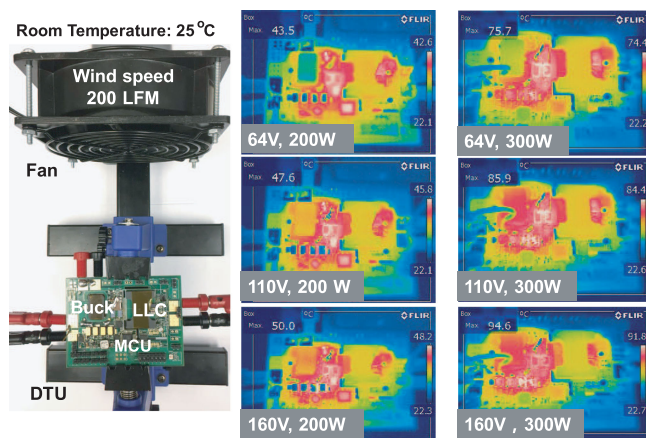 Room Temperature: 25 °C
Wind speed
200 LFM
Fan
Buck
LLC
MCU
DTU
Box °C FLIR
Max. 43.5 42.6
22.1
64V, 200W
Box °C FLIR
Max. 75.7 74.4
22.2
64V, 300W
Box °C FLIR
Max. 47.6 45.8
22.1
110V, 200 W
Box °C FLIR
Max. 85.9 84.4
22.6
110V, 300W
Box °C FLIR
Max. 50.0 48.2
22.3
160V, 200W
Box °C FLIR
Max. 94.6 91.8
22.7
160V , 300W